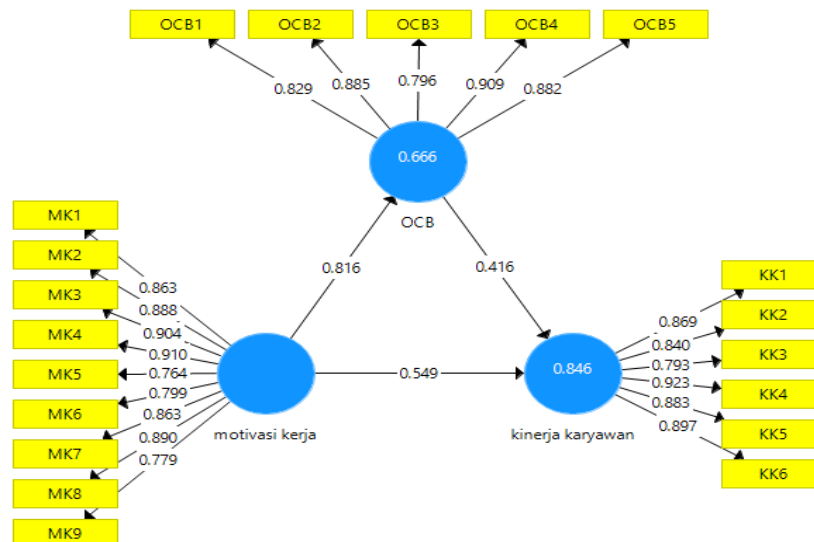 OCB1
OCB2
OCB3
OCB4
OCB5
0.829
0.885
0.796
0.909
0.882
0.666
OCB
0.816
0.416
MK1
MK2
MK3
MK4
MK5
MK6
MK7
MK8
MK9
0.863
0.888
0.904
0.910
0.764
0.799
0.863
0.890
0.779
motivasi kerja
0.549
0.846
kinerja karyawan
0.869
0.840
0.793
0.923
0.883
0.897
KK1
KK2
KK3
KK4
KK5
KK6